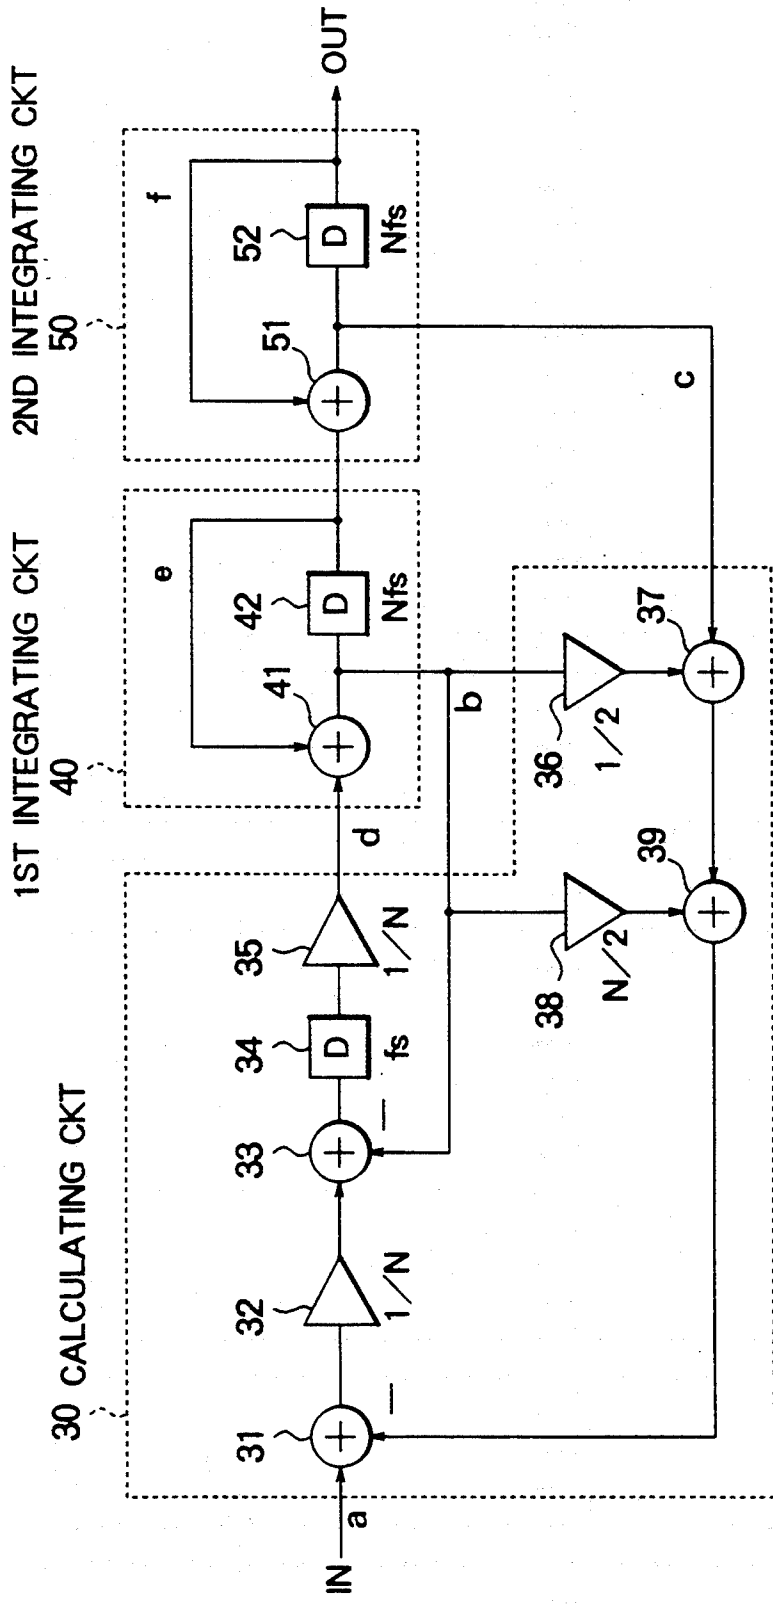 30 CALCULATING CKT
1ST INTEGRATING CKT
40
2ND INTEGRATING CKT
50
IN
a
31
+
−
32
1/N
33
+
−
34
D
fs
35
1/N
d
e
41
+
42
D
Nfs
f
51
+
52
D
Nfs
OUT
b
c
36
1/2
37
+
38
N/2
39
+